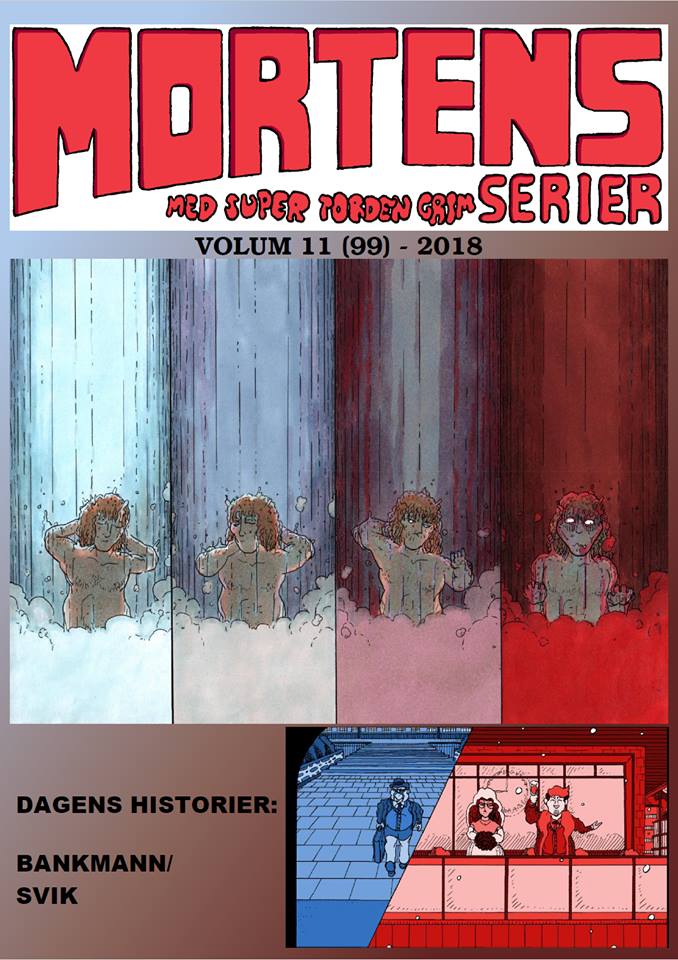 MORTENS
MED SUPER TORDEN GRIM SERIER
VOLUM 11 (99) - 2018
DAGENS HISTORIER:
BANKMANN/
SVIK